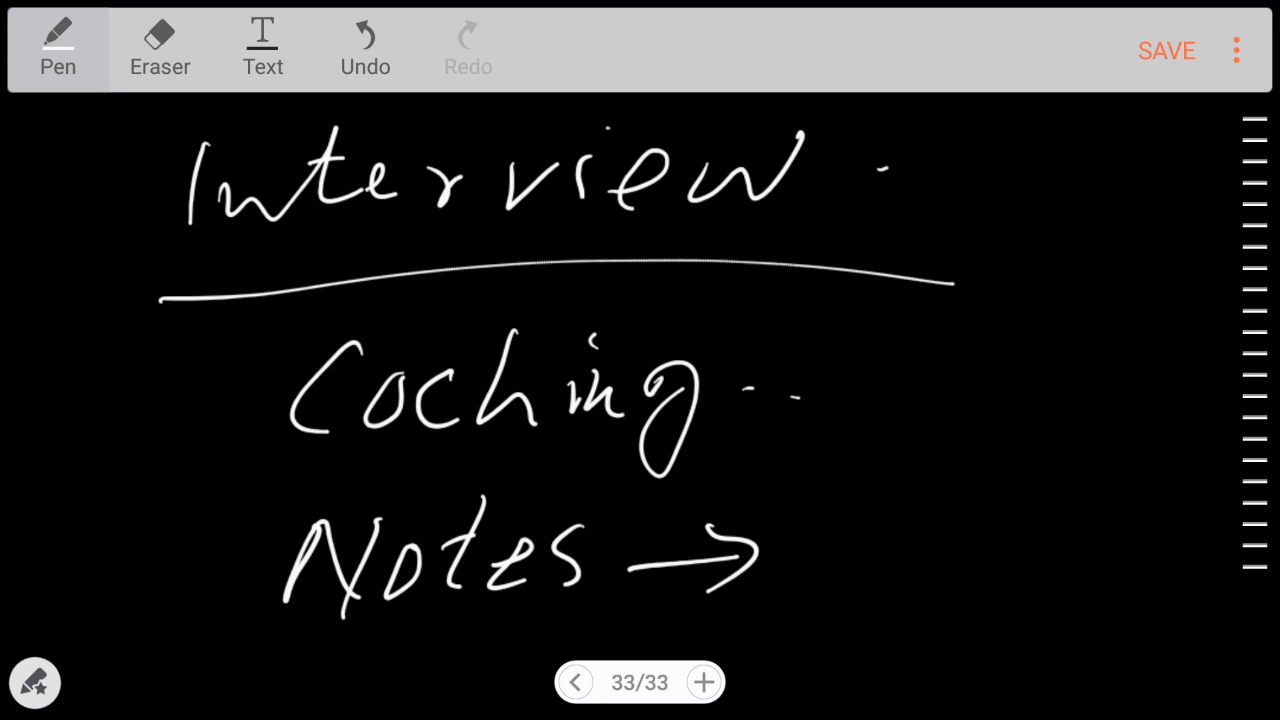 Pen Eraser Text Undo Redo SAVE
Interview
Coching
Notes →
33/33